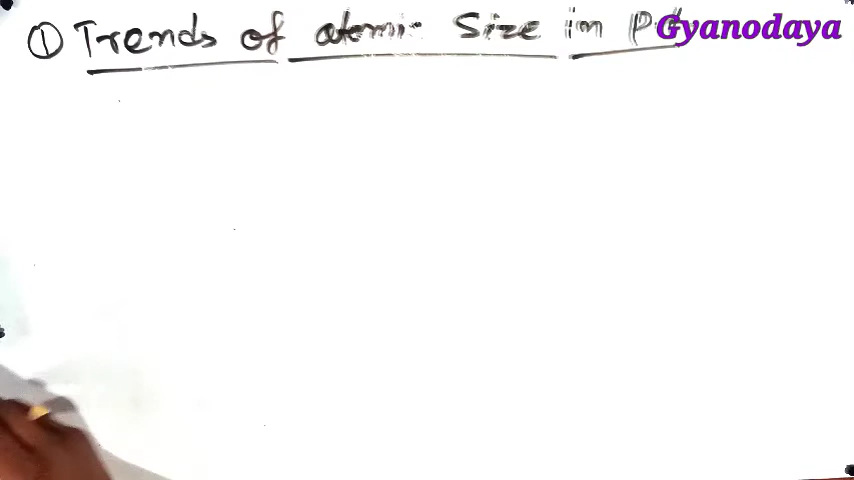 ① Trends of atomic Size in
Gyanodaya